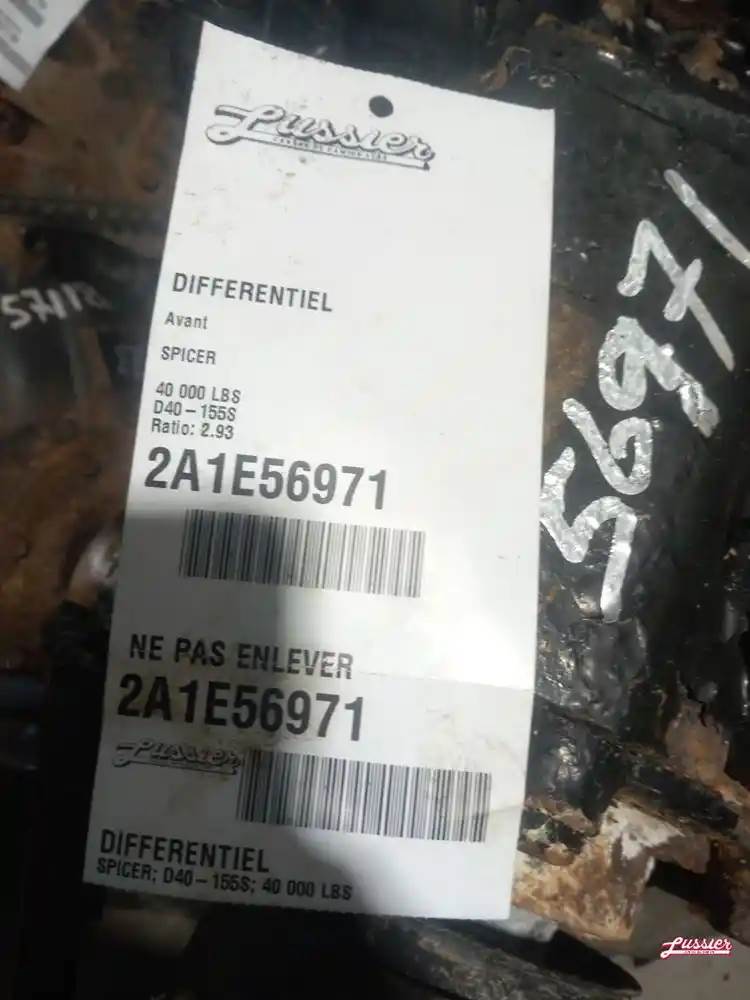 Lussier
DIFFERENTIEL
Avant
SPICER
40 000 LBS
D40-155S
Ratio: 2.93
2A1E56971
NE PAS ENLEVER
2A1E56971
Lussier
DIFFERENTIEL
SPICER; D40-155S; 40 000 LBS
56971
Lussier